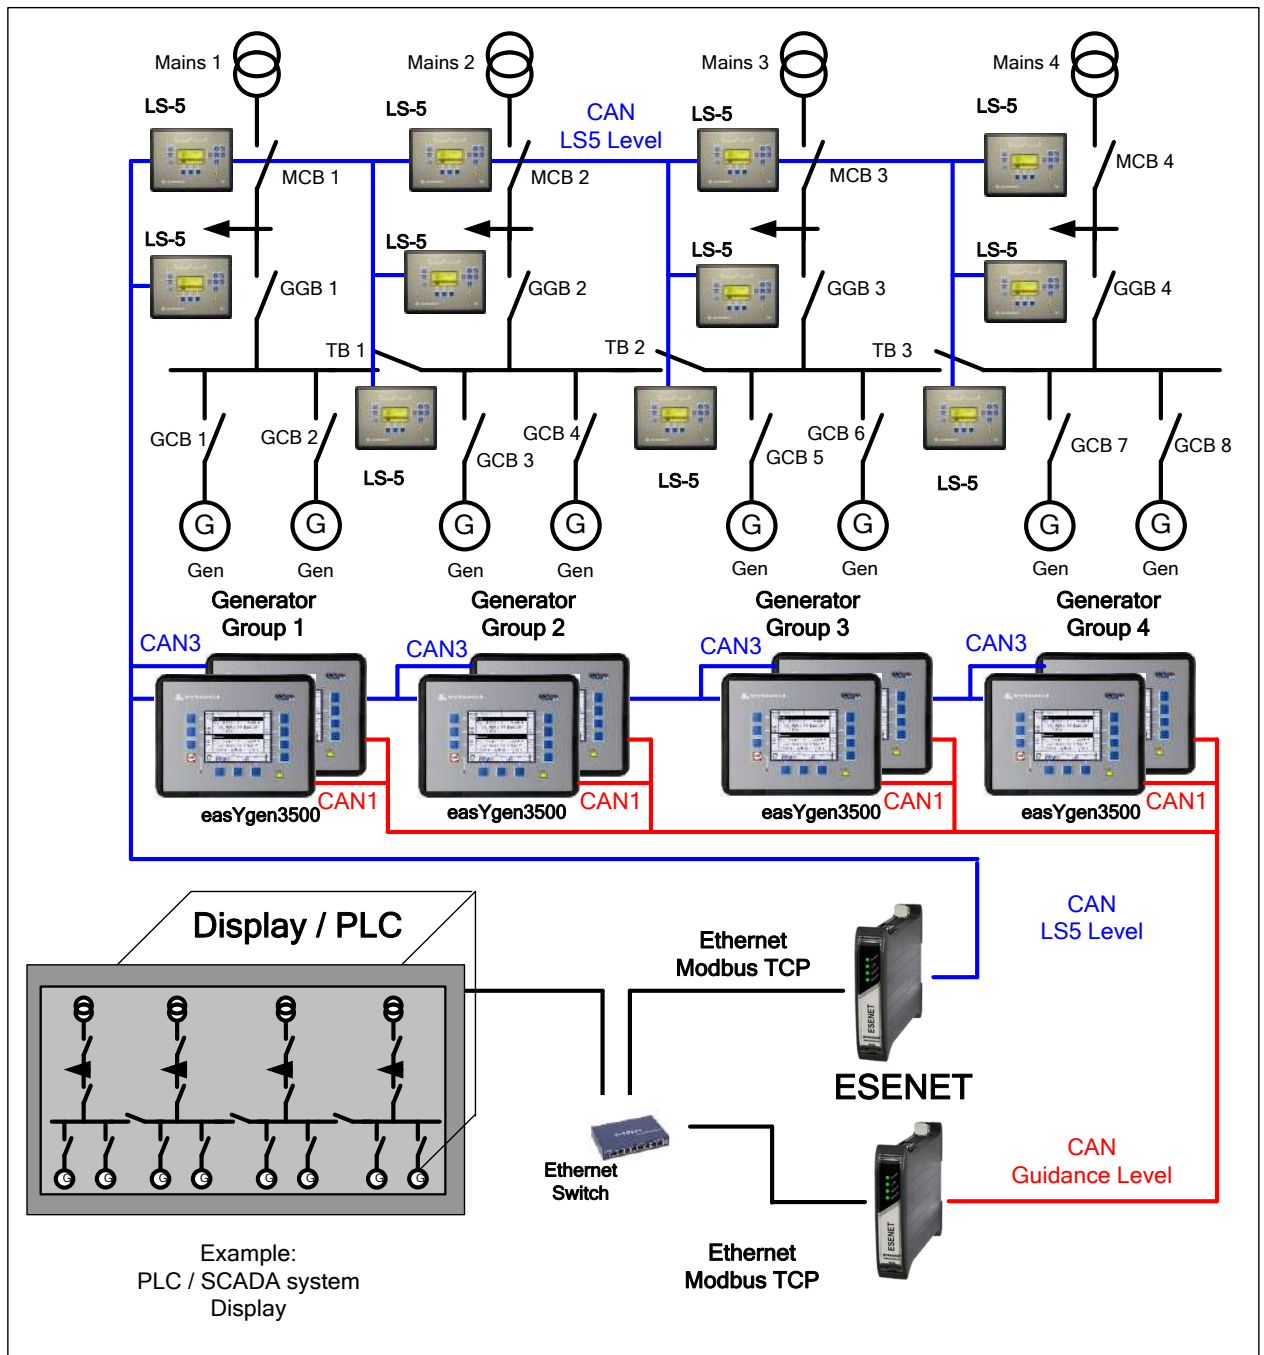 Mains 1
Mains 2
Mains 3
Mains 4
LS-5
LS-5
LS-5
LS-5
CAN
LS5 Level
MCB 1
MCB 2
MCB 3
MCB 4
LS-5
LS-5
LS-5
LS-5
GGB 1
GGB 2
GGB 3
GGB 4
TB 1
TB 2
TB 3
GCB 1
GCB 2
GCB 3
GCB 4
GCB 5
GCB 6
GCB 7
GCB 8
LS-5
LS-5
LS-5
G
G
G
G
G
G
G
G
Gen
Gen
Gen
Gen
Gen
Gen
Gen
Gen
Generator
Group 1
Generator
Group 2
Generator
Group 3
Generator
Group 4
CAN3
CAN3
CAN3
CAN3
CAN1
CAN1
CAN1
CAN1
easYgen3500
easYgen3500
easYgen3500
easYgen3500
Display / PLC
Ethernet
Modbus TCP
CAN
LS5 Level
ESENET
ESENET
Ethernet
Switch
CAN
Guidance Level
ESENET
Ethernet
Modbus TCP
G
G
G
G
G
G
G
G
Example:
PLC / SCADA system
Display